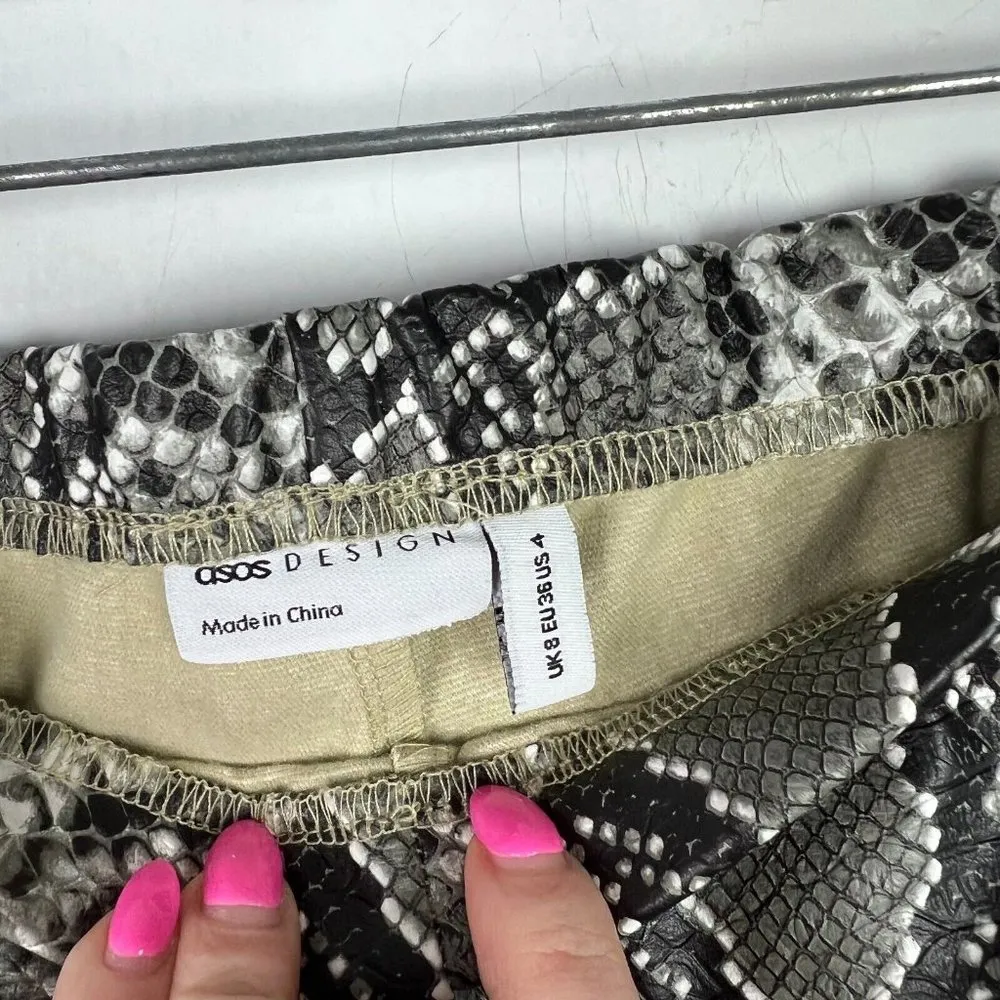 asos DESIGN
Made in China
UK 8 EU 36 US 4